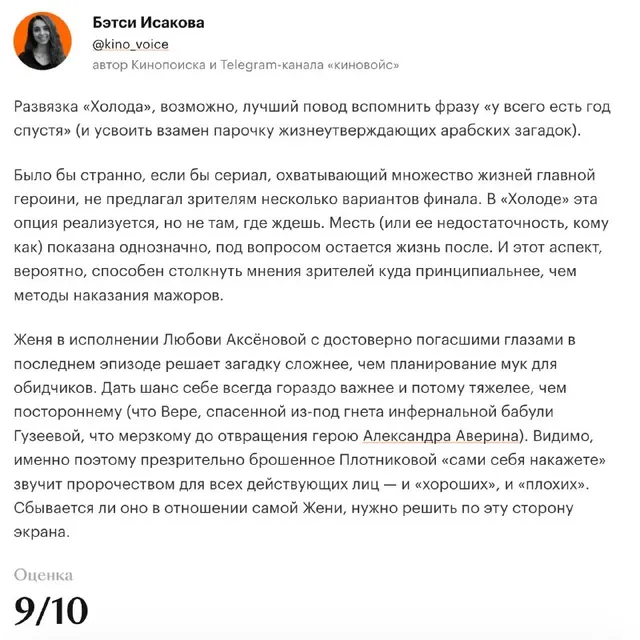 Бэтси Исакова
@kino_voice
автор Кинопоиска и Telegram-канала «киновойс»
Развязка «Холода», возможно, лучший повод вспомнить фразу «у всего есть год
спустя» (и усвоить взамен парочку жизнеутверждающих арабских загадок).
Было бы странно, если бы сериал, охватывающий множество жизней главной
героини, не предлагал зрителям несколько вариантов финала. В «Холоде» эта
опция реализуется, но не там, где ждешь. Месть (или ее недостаточность, кому
как) показана однозначно, под вопросом остается жизнь после. И этот аспект,
вероятно, способен столкнуть мнения зрителей куда принципиальнее, чем
методы наказания мажоров.
Женя в исполнении Любови Аксёновой с достоверно погасшими глазами в
последнем эпизоде решает загадку сложнее, чем планирование мук для
обидчиков. Дать шанс себе всегда гораздо важнее и потому тяжелее, чем
постороннему (что Вере, спасенной из-под гнета инфернальной бабули
Гузеевой, что мерзкому до отвращения герою Александра Аверина). Видимо,
именно поэтому презрительно брошенное Плотниковой «сами себя накажете»
звучит пророчеством для всех действующих лиц — и «хороших», и «плохих».
Сбывается ли оно в отношении самой Жени, нужно решить по эту сторону
экрана.
Оценка
9/10